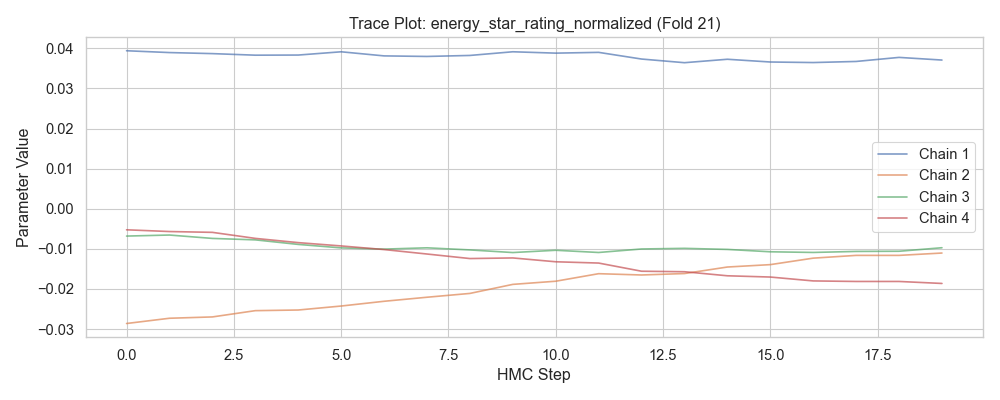 Trace Plot: energy_star_rating_normalized (Fold 21)
Parameter Value
0.04
0.03
0.02
0.01
0.00
−0.01
−0.02
−0.03
Chain 1
Chain 2
Chain 3
Chain 4
0.0 2.5 5.0 7.5 10.0 12.5 15.0 17.5
HMC Step